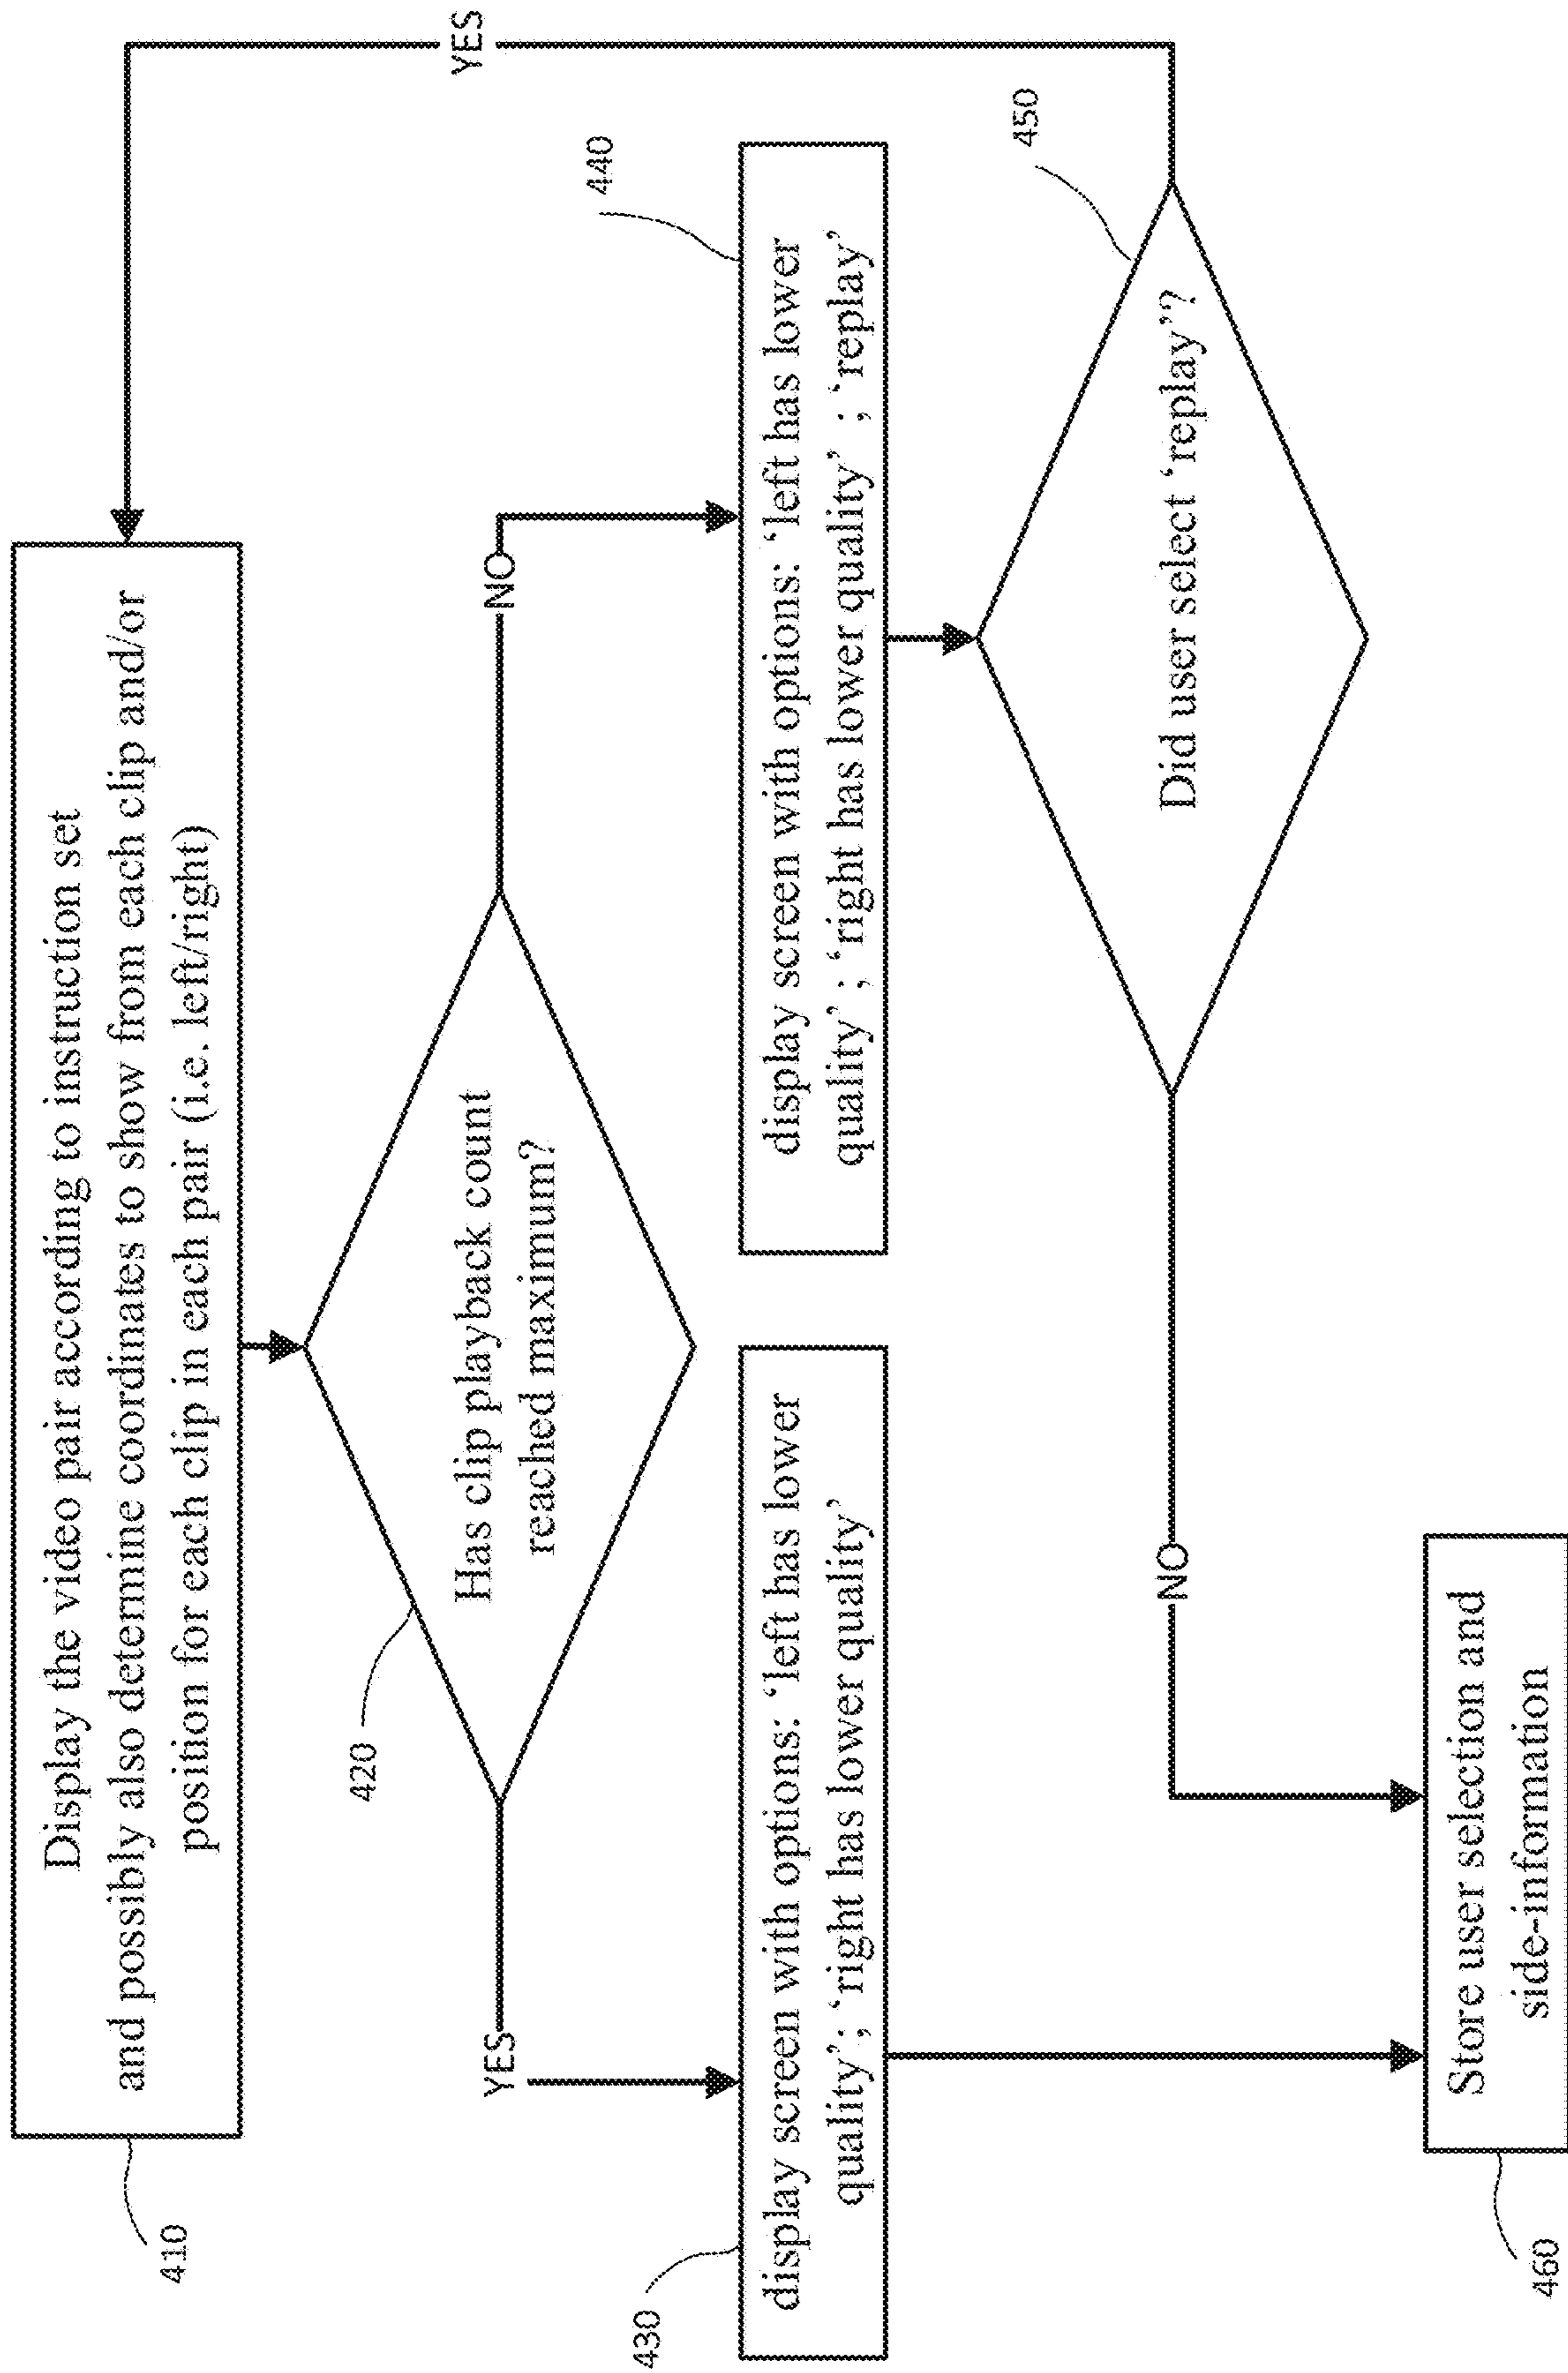 Display the video pair according to instruction set
and possibly also determine coordinates to show from each clip and/or
position for each clip in each pair (i.e. left/right)
410
Has clip playback count
reached maximum?
420
YES
NO
display screen with options: ‘left has lower
quality’; ‘right has lower quality’
430
display screen with options: ‘left has lower
quality’ ; ‘right has lower quality’ ; ‘replay’
440
Did user select ‘replay’?
450
YES
NO
Store user selection and
side-information
460